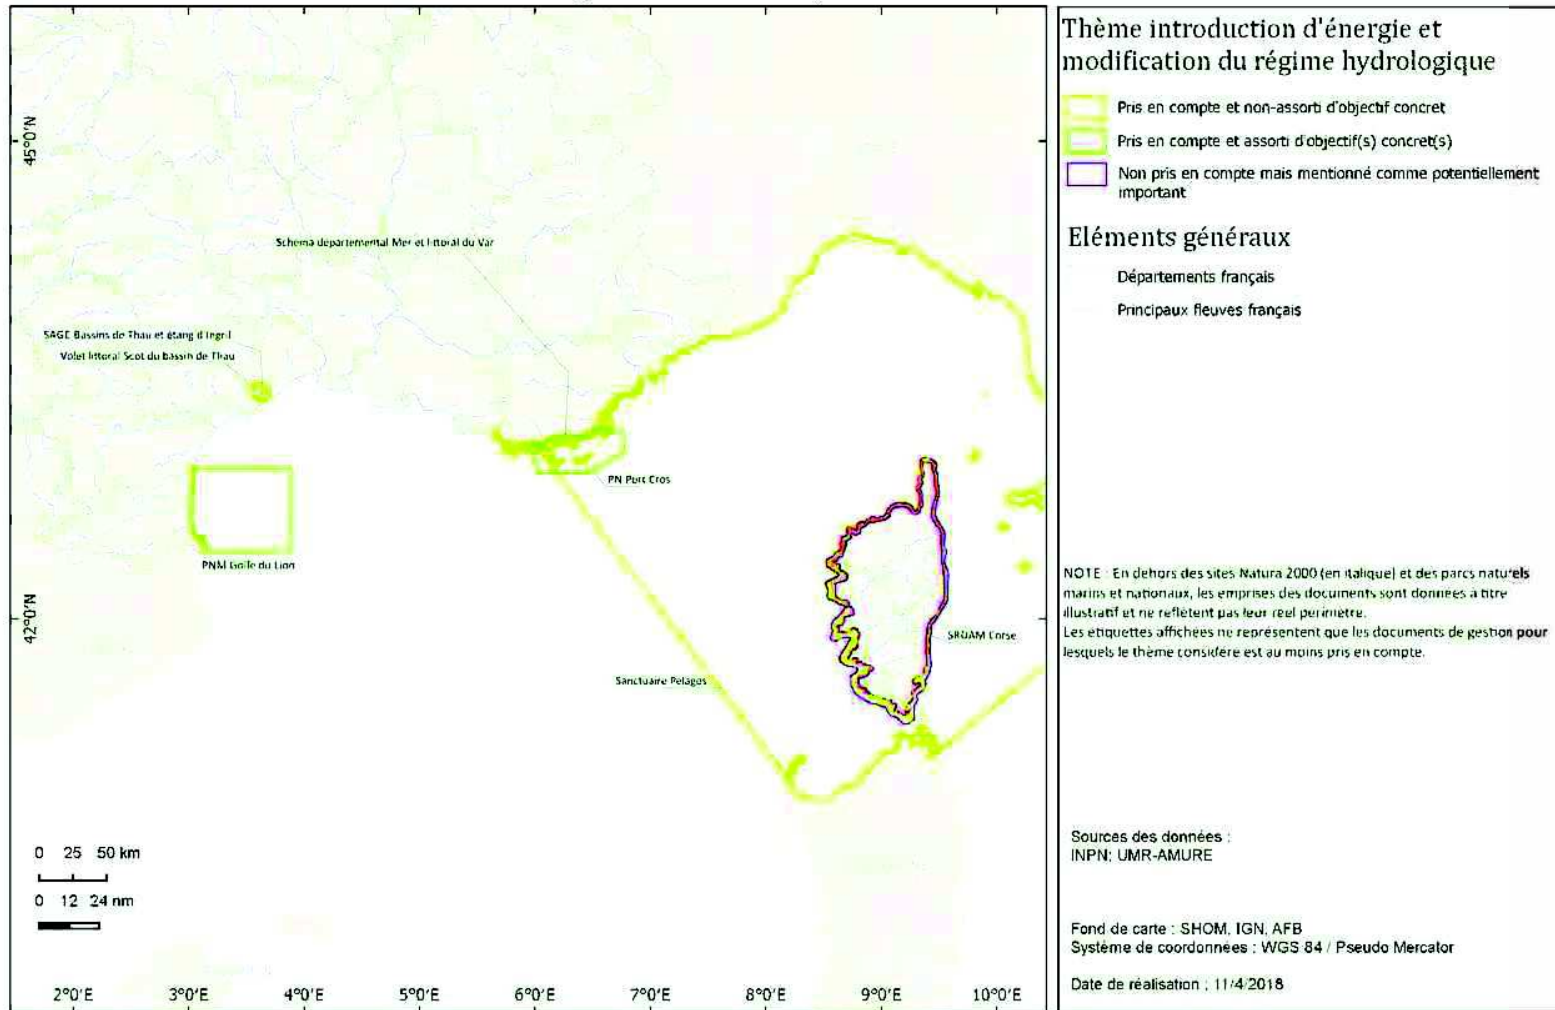 Thème introduction d'énergie et
modification du régime hydrologique
Pris en compte et non-assorti d'objectif concret
Pris en compte et assorti d'objectif(s) concret(s)
Non pris en compte mais mentionné comme potentiellement
important
Eléments généraux
Départements français
Principaux fleuves français
NOTE : En dehors des sites Natura 2000 (en italique) et des parcs naturels
marins et nationaux, les emprises des documents sont données à titre
illustratif et ne reflètent pas leur réel périmètre.
Les étiquettes affichées ne représentent que les documents de gestion pour
lesquels le thème considéré est au moins pris en compte.
Sources des données :
INPN; UMR-AMURE
Fond de carte : SHOM, IGN, AFB
Système de coordonnées : WGS 84 / Pseudo Mercator
Date de réalisation : 11/4/2018
45°0'N
42°0'N
Schéma départemental Mer et littoral du Var
SAGE Bassins de Thau et étang d'Ingril
Volet littoral Scot du bassin de Thau
PN Port Cros
PNM Golfe du Lion
SRDAM Corse
Sanctuaire Pelagos
0 25 50 km
0 12 24 nm
2°0'E 3°0'E 4°0'E 5°0'E 6°0'E 7°0'E 8°0'E 9°0'E 10°0'E